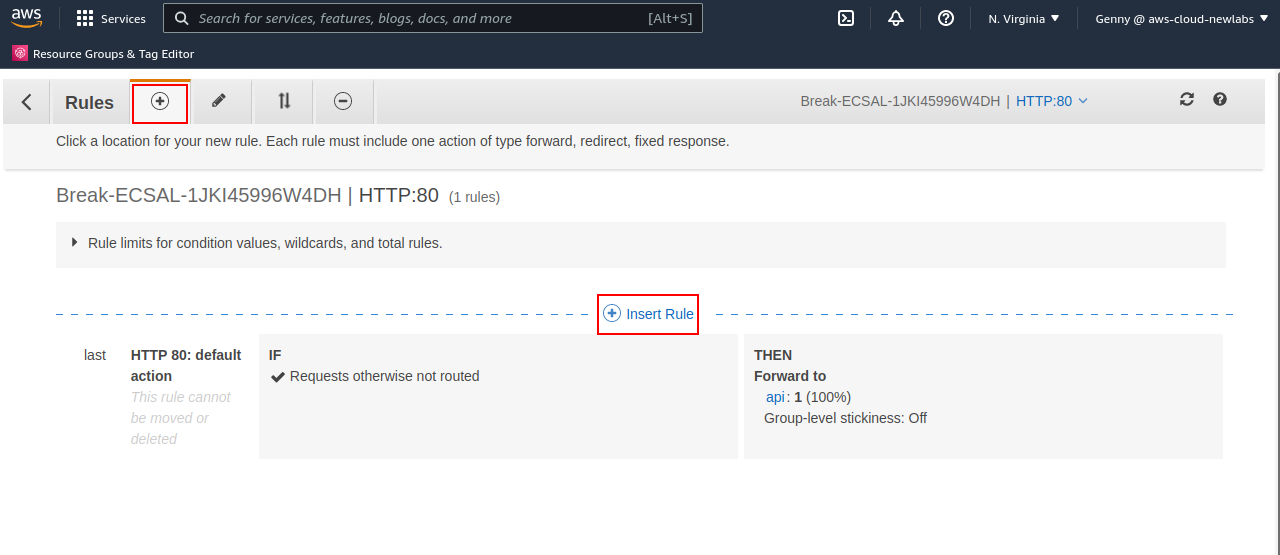 aws Services Search for services, features, blogs, docs, and more [Alt+S] N. Virginia Genny @ aws-cloud-newlabs
Resource Groups & Tag Editor
Rules Break-ECSAL-1JKI45996W4DH | HTTP:80
Click a location for your new rule. Each rule must include one action of type forward, redirect, fixed response.
Break-ECSAL-1JKI45996W4DH | HTTP:80 (1 rules)
Rule limits for condition values, wildcards, and total rules.
Insert Rule
last
HTTP 80: default
action
This rule cannot
be moved or
deleted
IF
Requests otherwise not routed
THEN
Forward to
api: 1 (100%)
Group-level stickiness: Off